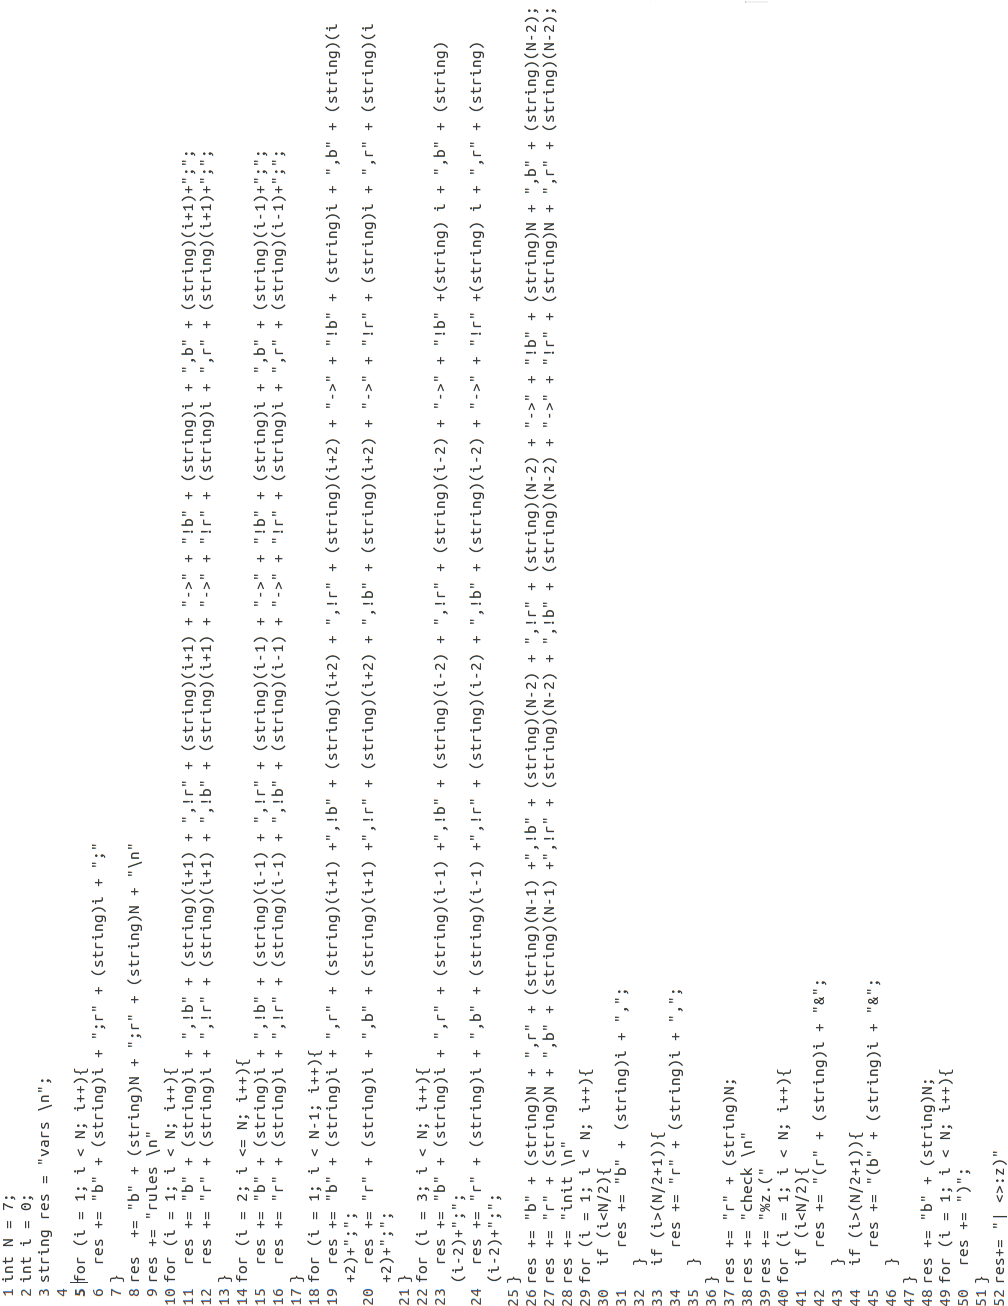 1 int N = 7;
2 int i = 0;
3 string res = "vars \n";
4
5 for (i = 1; i < N; i++){
6 res += "b" + (string)i + ";r" + (string)i + ";"
7 }
8 res += "b" + (string)N + ";r" + (string)N + "\n"
9 res += "rules \n"
10 for (i = 1; i < N; i++){
11 res += "b" + (string)i + ",!b" + (string)(i+1) + ",!r" + (string)(i+1) + "->" + "!b" + (string)i + ",b" + (string)(i+1)+";";
12 res += "r" + (string)i + ",!r" + (string)(i+1) + ",!b" + (string)(i+1) + "->" + "!r" + (string)i + ",r" + (string)(i+1)+";";
13 }
14 for (i = 2; i <= N; i++){
15 res += "b" + (string)i + ",!b" + (string)(i-1) + ",!r" + (string)(i-1) + "->" + "!b" + (string)i + ",b" + (string)(i-1)+";";
16 res += "r" + (string)i + ",!r" + (string)(i-1) + ",!b" + (string)(i-1) + "->" + "!r" + (string)i + ",r" + (string)(i-1)+";";
17 }
18 for (i = 1; i < N-1; i++){
19 res += "b" + (string)i + ",r" + (string)(i+1) +",!b" + (string)(i+2) + ",!r" + (string)(i+2) + "->" + "!b" + (string)i + ",b" + (string)(i
+2)+";";
20 res += "r" + (string)i + ",b" + (string)(i+1) +",!r" + (string)(i+2) + ",!b" + (string)(i+2) + "->" + "!r" + (string)i + ",r" + (string)(i
+2)+";";
21 }
22 for (i = 3; i < N; i++){
23 res += "b" + (string)i + ",r" + (string)(i-1) +",!b" + (string)(i-2) + ",!r" + (string)(i-2) + "->" + "!b" +(string) i + ",b" + (string)
(i-2)+";";
24 res += "r" + (string)i + ",b" + (string)(i-1) +",!r" + (string)(i-2) + ",!b" + (string)(i-2) + "->" + "!r" +(string) i + ",r" + (string)
(i-2)+";";
25 }
26 res += "b" + (string)N + ",r" + (string)(N-1) +",!b" + (string)(N-2) + ",!r" + (string)(N-2) + "->" + "!b" + (string)N + ",b" + (string)(N-2);
27 res += "r" + (string)N + ",b" + (string)(N-1) +",!r" + (string)(N-2) + ",!b" + (string)(N-2) + "->" + "!r" + (string)N + ",r" + (string)(N-2);
28 res += "init \n"
29 for (i = 1; i < N; i++){
30 if (i<N/2){
31 res += "b" + (string)i + ",";
32 }
33 if (i>(N/2+1)){
34 res += "r" + (string)i + ",";
35 }
36 }
37 res += "r" + (string)N;
38 res += "check \n"
39 res += "%z.("
40 for (i = 1; i < N; i++){
41 if (i<N/2){
42 res += "(r" + (string)i + "&";
43 }
44 if (i>(N/2+1)){
45 res += "(b" + (string)i + "&";
46 }
47 }
48 res += "b" + (string)N;
49 for (i = 1; i < N; i++){
50 res += ")";
51 }
52 res+= "| <>:z)"